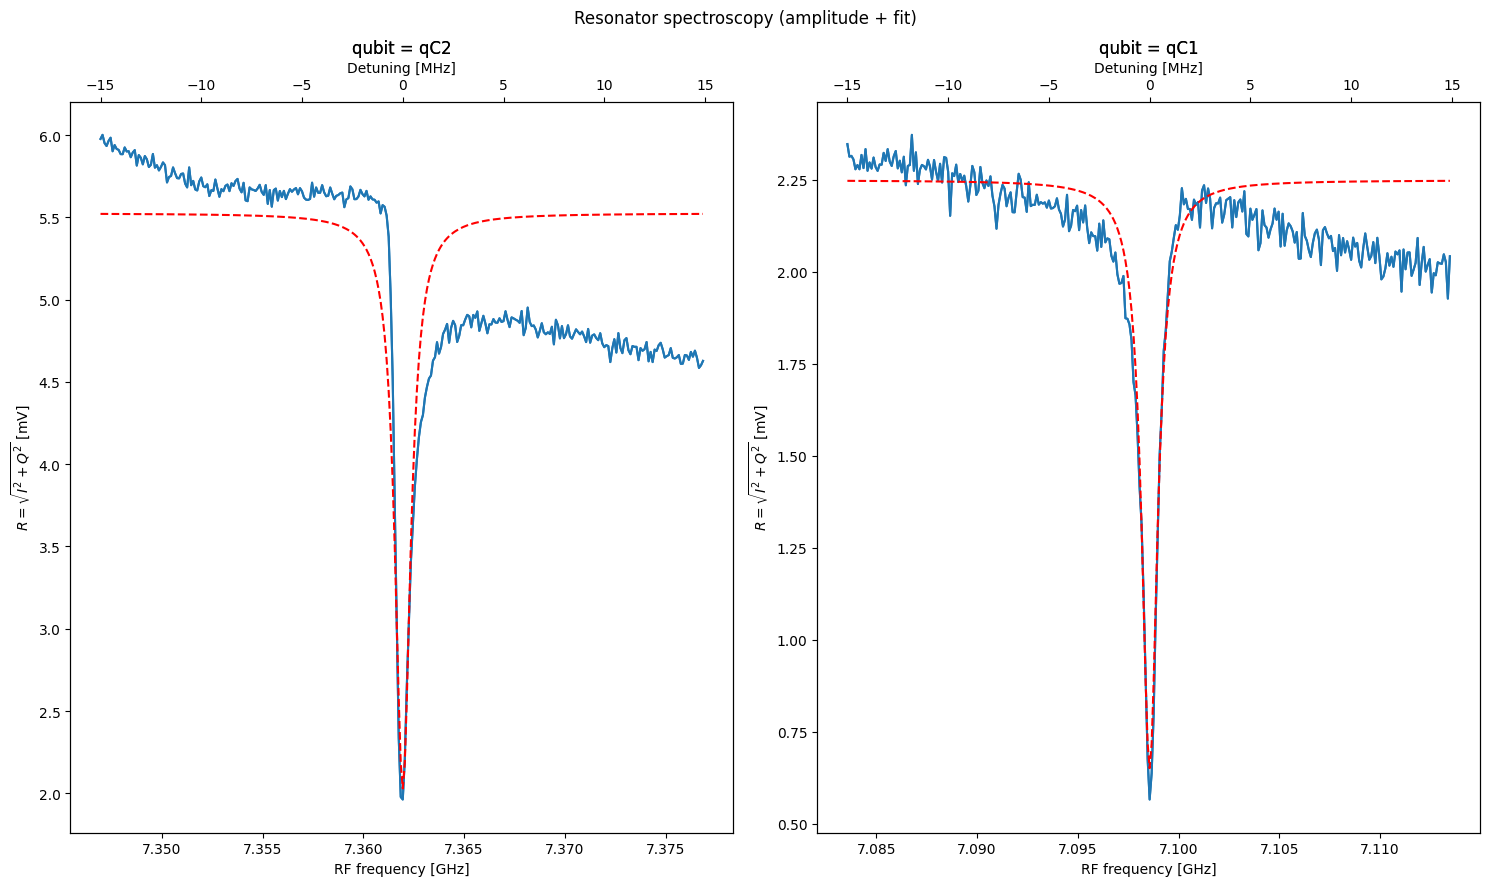 Resonator spectroscopy (amplitude + fit)
qubit = qC2
Detuning [MHz]
−15 −10 −5 0 5 10 15
6.0
5.5
5.0
4.5
4.0
3.5
3.0
2.5
2.0
R = √I² + Q² [mV]
7.350 7.355 7.360 7.365 7.370 7.375
RF frequency [GHz]
qubit = qC1
Detuning [MHz]
−15 −10 −5 0 5 10 15
2.25
2.00
1.75
1.50
1.25
1.00
0.75
0.50
R = √I² + Q² [mV]
7.085 7.090 7.095 7.100 7.105 7.110
RF frequency [GHz]